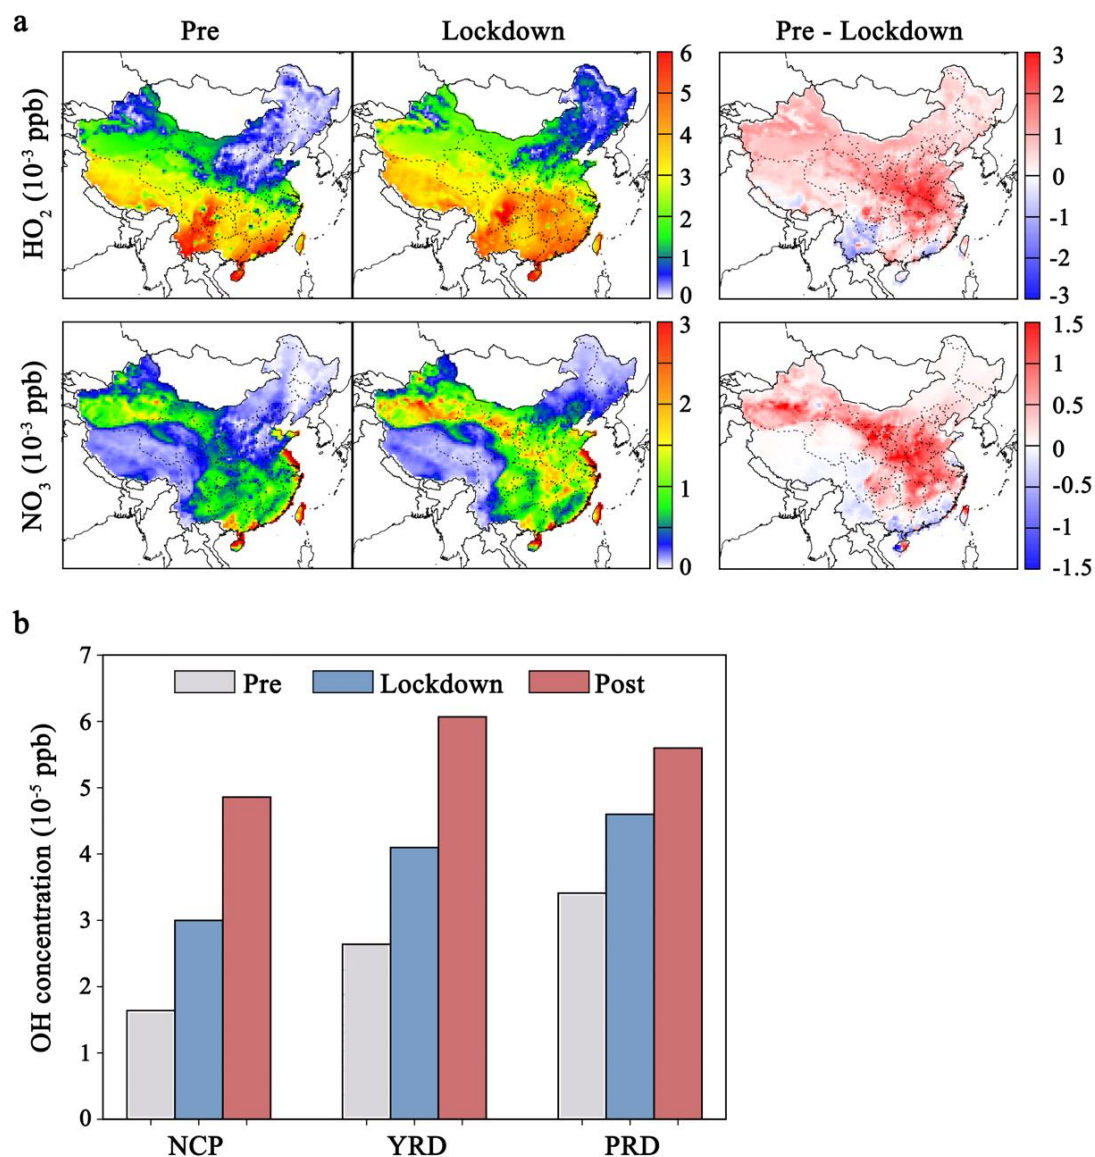 a
Pre
Lockdown
Pre - Lockdown
HO₂ (10⁻³ ppb)
6
5
4
3
2
1
0
3
2
1
0
-1
-2
-3
NO₃ (10⁻³ ppb)
3
2
1
0
1.5
1
0.5
0
-0.5
-1
-1.5
b
OH concentration (10⁻⁵ ppb)
7
6
5
4
3
2
1
0
Pre
Lockdown
Post
NCP
YRD
PRD